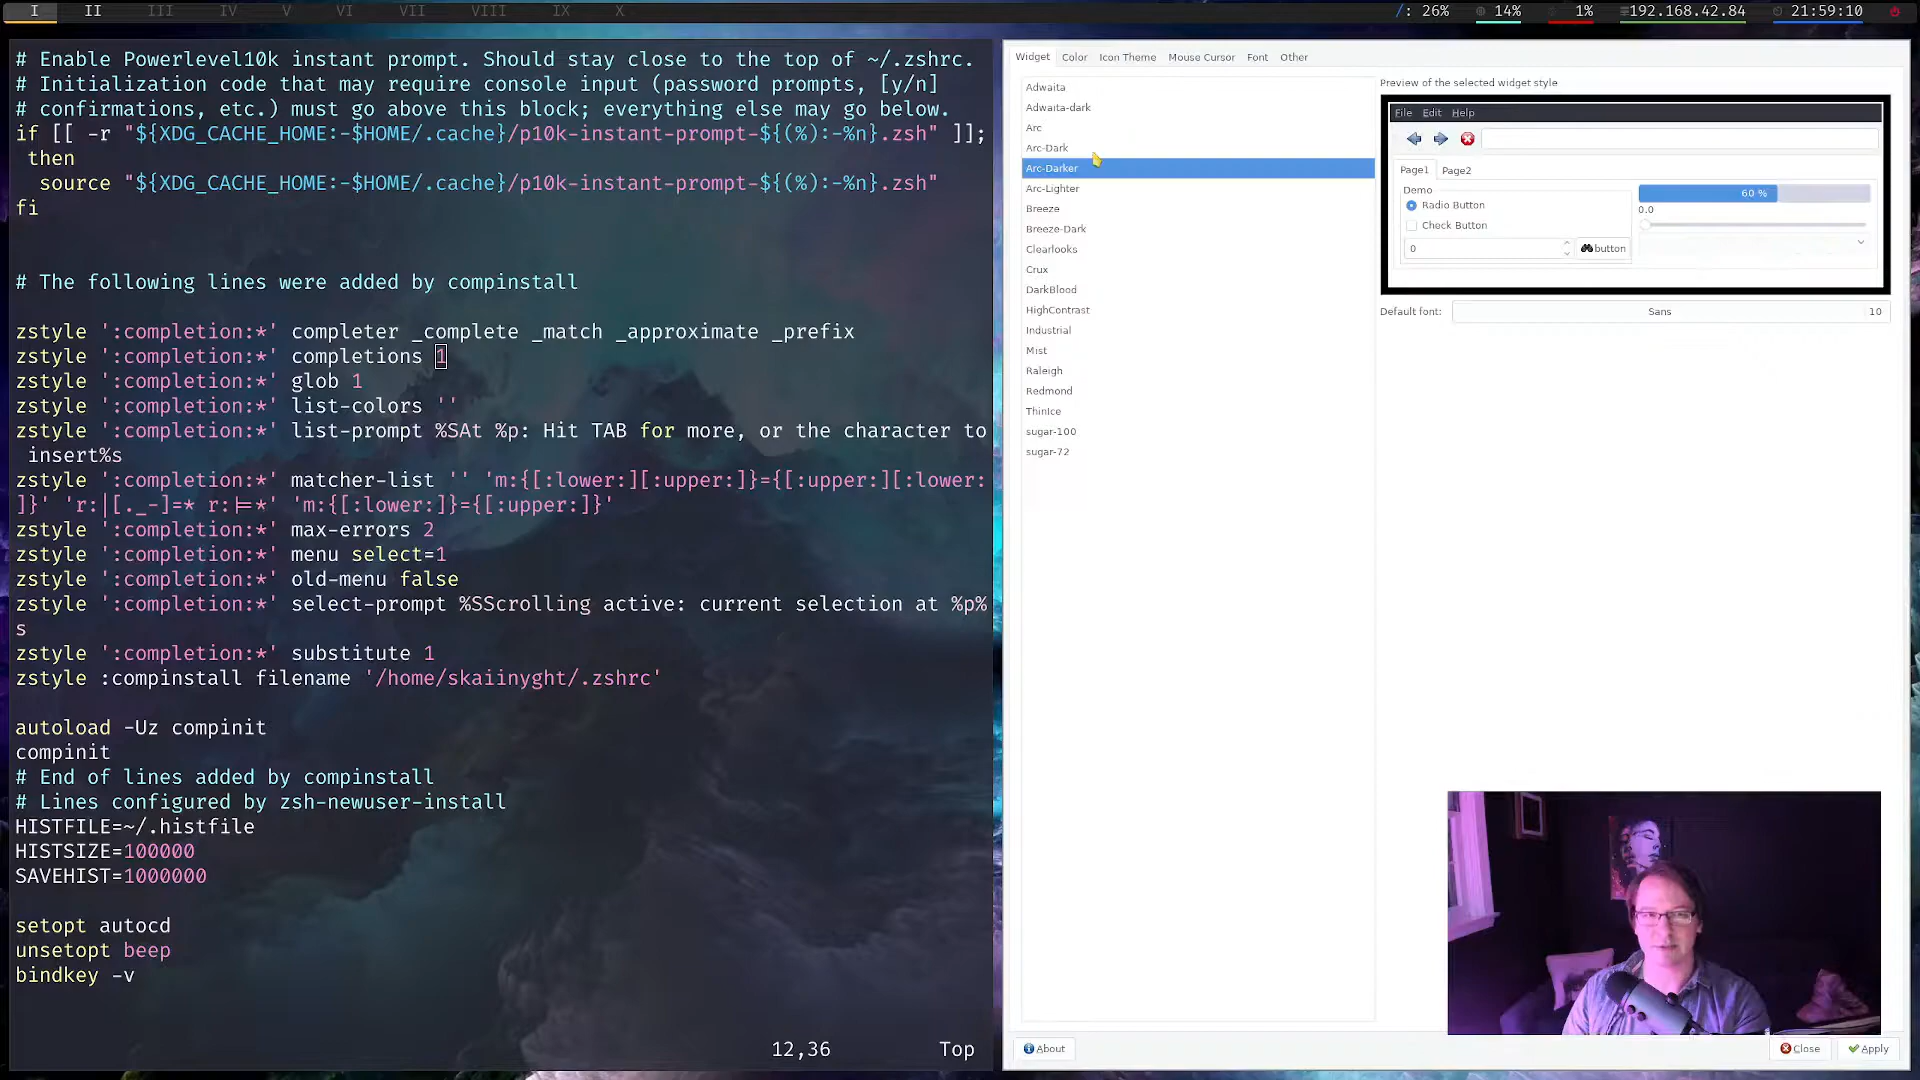 I II III IV V VI VII VIII IX X /: 26% 14% 1% 192.168.42.84 21:59:10
# Enable Powerlevel10k instant prompt. Should stay close to the top of ~/.zshrc.
# Initialization code that may require console input (password prompts, [y/n]
# confirmations, etc.) must go above this block; everything else may go below.
if [[ -r "${XDG_CACHE_HOME:-$HOME/.cache}/p10k-instant-prompt-${(%):-%n}.zsh" ]];
then
source "${XDG_CACHE_HOME:-$HOME/.cache}/p10k-instant-prompt-${(%):-%n}.zsh"
fi
# The following lines were added by compinstall
zstyle ':completion:*' completer _complete _match _approximate _prefix
zstyle ':completion:*' completions 1
zstyle ':completion:*' glob 1
zstyle ':completion:*' list-colors ''
zstyle ':completion:*' list-prompt %SAt %p: Hit TAB for more, or the character to
insert%s
zstyle ':completion:*' matcher-list '' 'm:{[:lower:][:upper:]}={[:upper:][:lower:
]}' 'r:|[._-]=* r:|=*' 'm:{[:lower:]}={[:upper:]}'
zstyle ':completion:*' max-errors 2
zstyle ':completion:*' menu select=1
zstyle ':completion:*' old-menu false
zstyle ':completion:*' select-prompt %SScrolling active: current selection at %p%
s
zstyle ':completion:*' substitute 1
zstyle :compinstall filename '/home/skaiinyght/.zshrc'
autoload -Uz compinit
compinit
# End of lines added by compinstall
# Lines configured by zsh-newuser-install
HISTFILE=~/.histfile
HISTSIZE=100000
SAVEHIST=1000000
setopt autocd
unsetopt beep
bindkey -v
12,36 Top
Widget Color Icon Theme Mouse Cursor Font Other
Adwaita
Adwaita-dark
Arc
Arc-Dark
Arc-Darker
Arc-Lighter
Breeze
Breeze-Dark
Clearlooks
Crux
DarkBlood
HighContrast
Industrial
Mist
Raleigh
Redmond
ThinIce
sugar-100
sugar-72
Preview of the selected widget style
File Edit Help
Page1 Page2
Demo
Radio Button
Check Button
0 button
60 %
0.0
Default font: Sans 10
About Close Apply